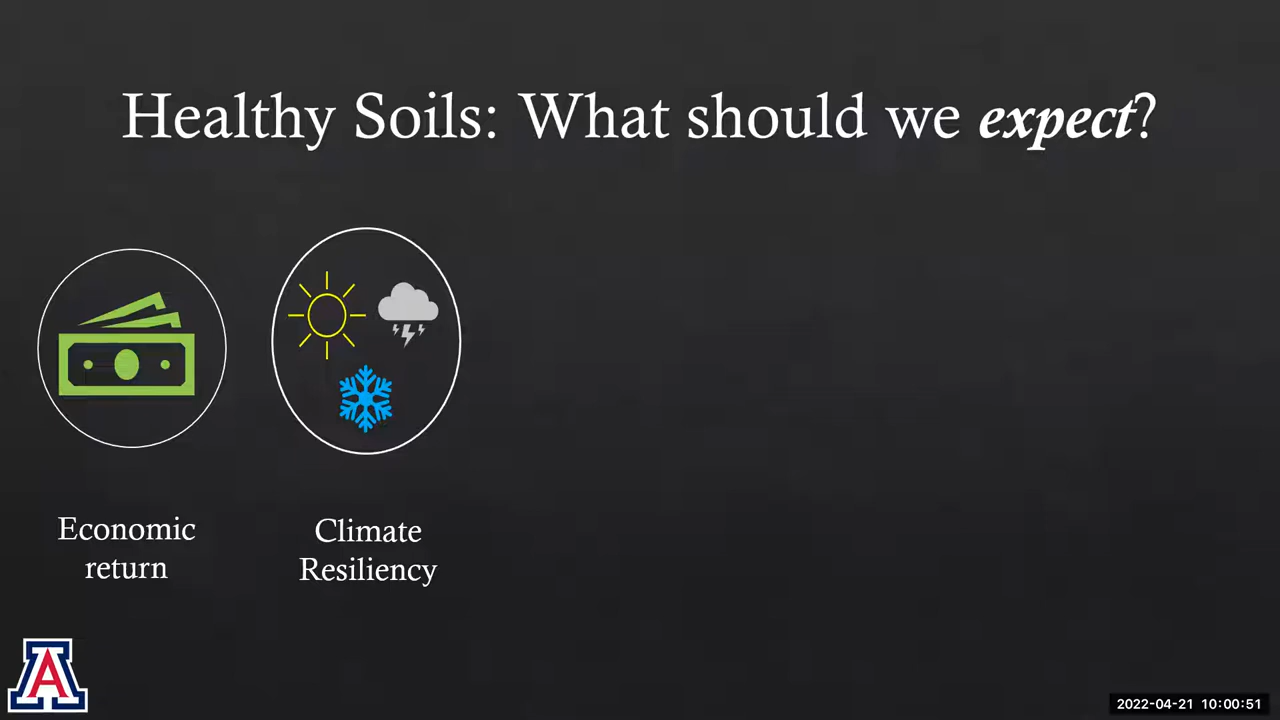 Healthy Soils: What should we expect?
Economic
return
Climate
Resiliency
A
2022-04-21 10:00:51